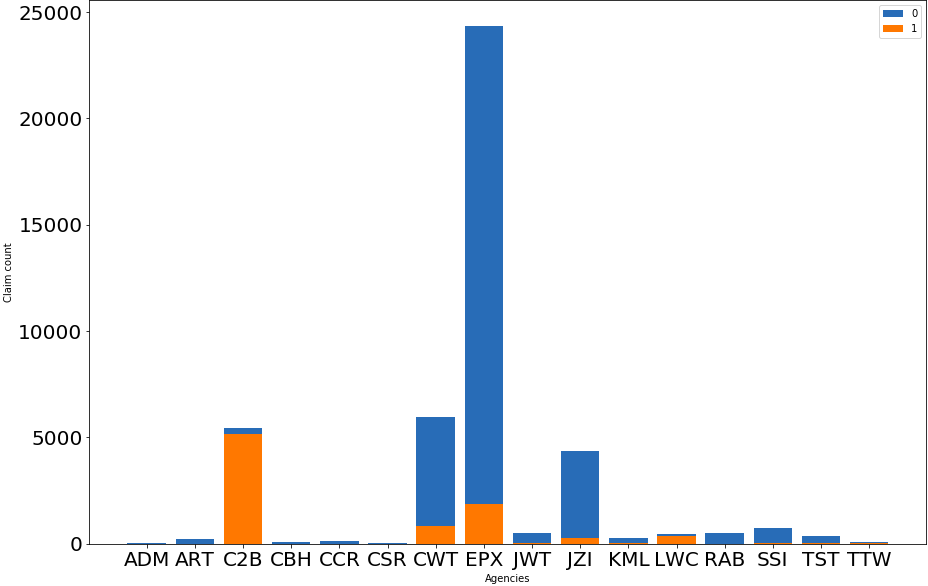 25000
20000
15000
10000
5000
0
Claim count
0
1
ADM ART C2B CBH CCR CSR CWT EPX JWT JZI KML LWC RAB SSI TST TTW
Agencies